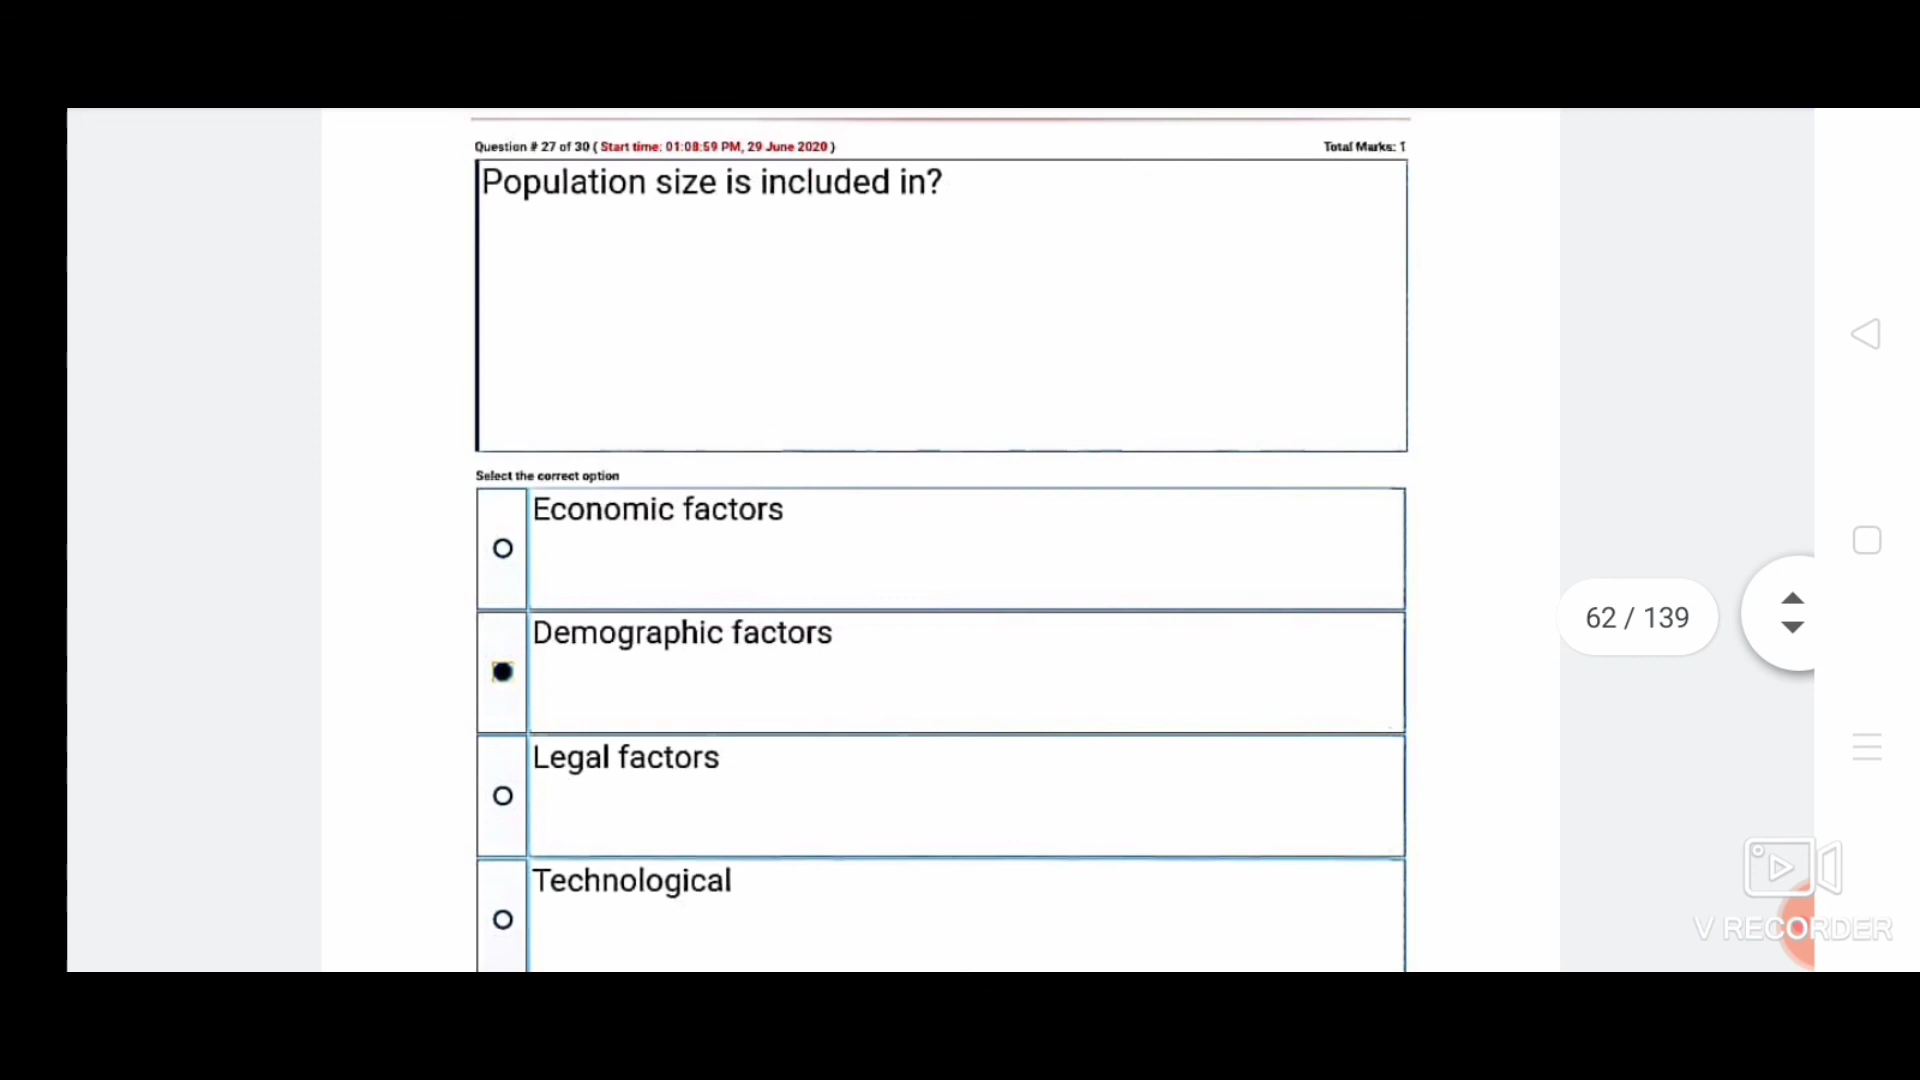 Question # 27 of 30 ( Start time: 01:08:59 PM, 29 June 2020 ) Total Marks: 1
Population size is included in?
Select the correct option
Economic factors
Demographic factors
62 / 139
Legal factors
Technological
V RECORDER